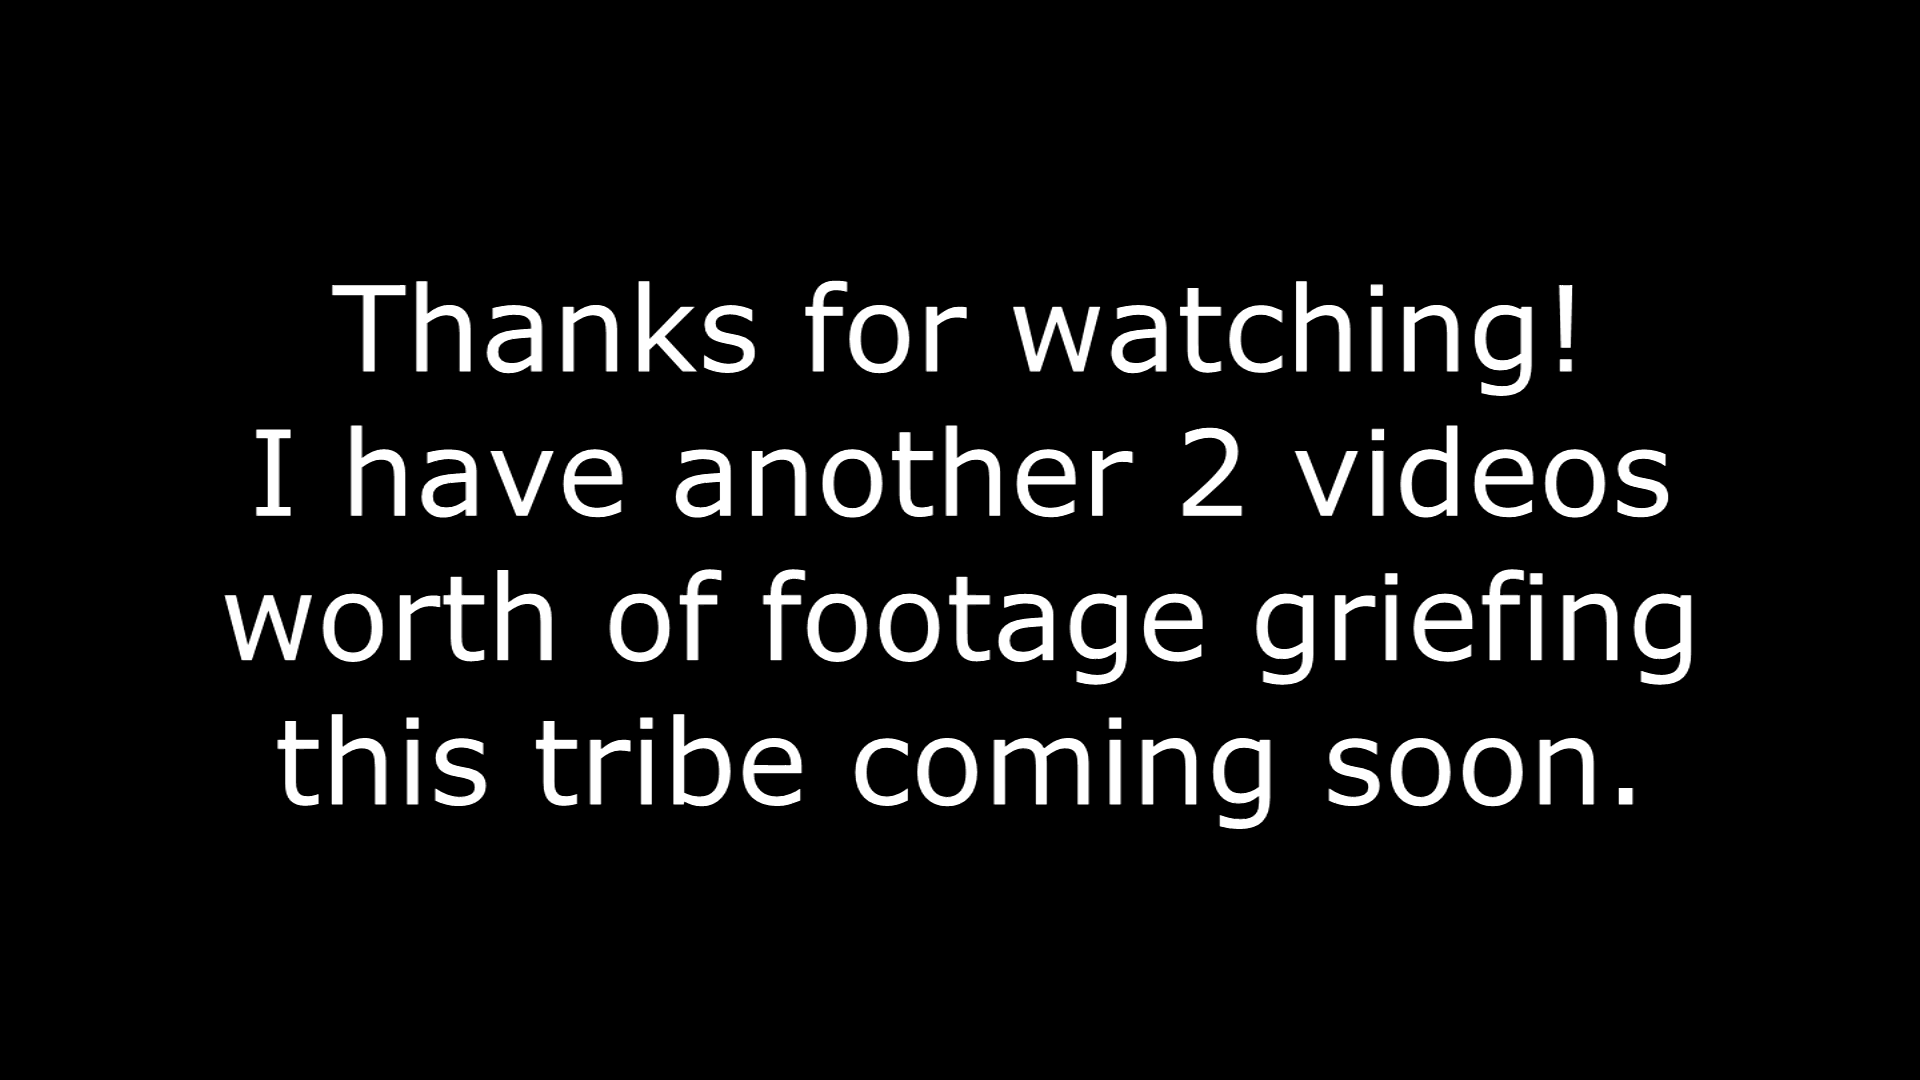 Thanks for watching!
I have another 2 videos
worth of footage griefing
this tribe coming soon.